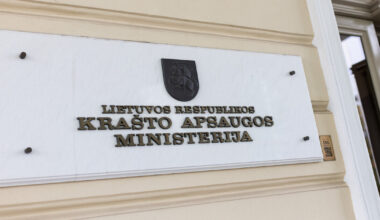 LIETUVOS RESPUBLIKOS
KRAŠTO APSAUGOS
MINISTERIJA